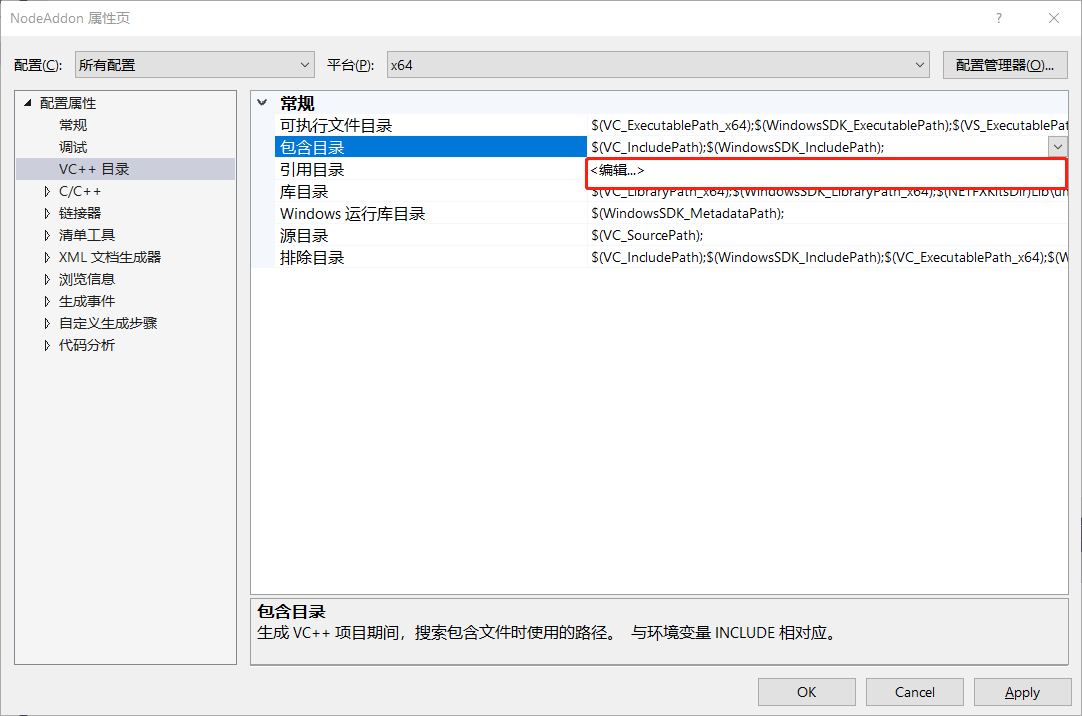 NodeAddon 属性页
?
配置(C): 所有配置 平台(P): x64 配置管理器(O)...
配置属性
常规
调试
VC++ 目录
C/C++
链接器
清单工具
XML 文档生成器
浏览信息
生成事件
自定义生成步骤
代码分析
常规
可执行文件目录 $(VC_ExecutablePath_x64);$(WindowsSDK_ExecutablePath);$(VS_ExecutablePat
包含目录 $(VC_IncludePath);$(WindowsSDK_IncludePath);
引用目录 <编辑...>
库目录 $(VC_LibraryPath_x64);$(WindowsSDK_LibraryPath_x64);$(NETFXKitsDir)Lib\um
Windows 运行库目录 $(WindowsSDK_MetadataPath);
源目录 $(VC_SourcePath);
排除目录 $(VC_IncludePath);$(WindowsSDK_IncludePath);$(VC_ExecutablePath_x64);$(W
包含目录
生成 VC++ 项目期间，搜索包含文件时使用的路径。 与环境变量 INCLUDE 相对应。
OK Cancel Apply